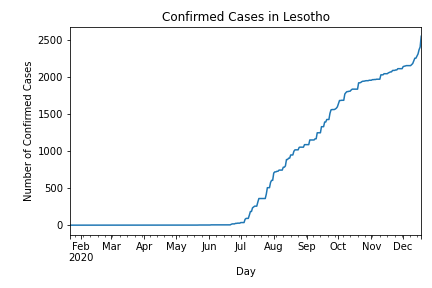 Confirmed Cases in Lesotho
Number of Confirmed Cases
2500
2000
1500
1000
500
0
Feb Mar Apr May Jun Jul Aug Sep Oct Nov Dec
2020
Day